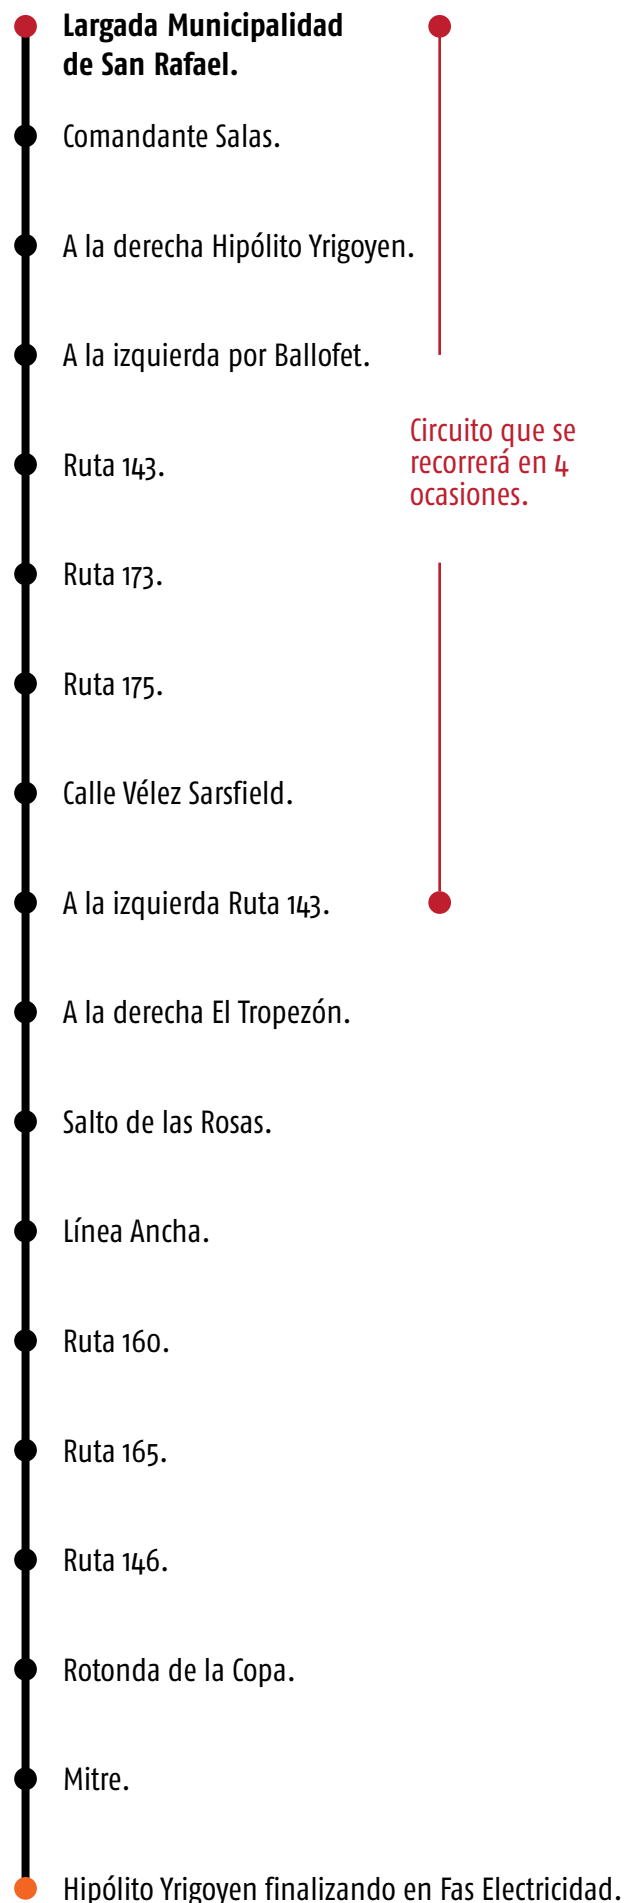 Largada Municipalidad
de San Rafael.
Comandante Salas.
A la derecha Hipólito Yrigoyen.
A la izquierda por Ballofet.
Circuito que se
recorrerá en 4
ocasiones.
Ruta 143.
Ruta 173.
Ruta 175.
Calle Vélez Sarsfield.
A la izquierda Ruta 143.
A la derecha El Tropezón.
Salto de las Rosas.
Línea Ancha.
Ruta 160.
Ruta 165.
Ruta 146.
Rotonda de la Copa.
Mitre.
Hipólito Yrigoyen finalizando en Fas Electricidad.